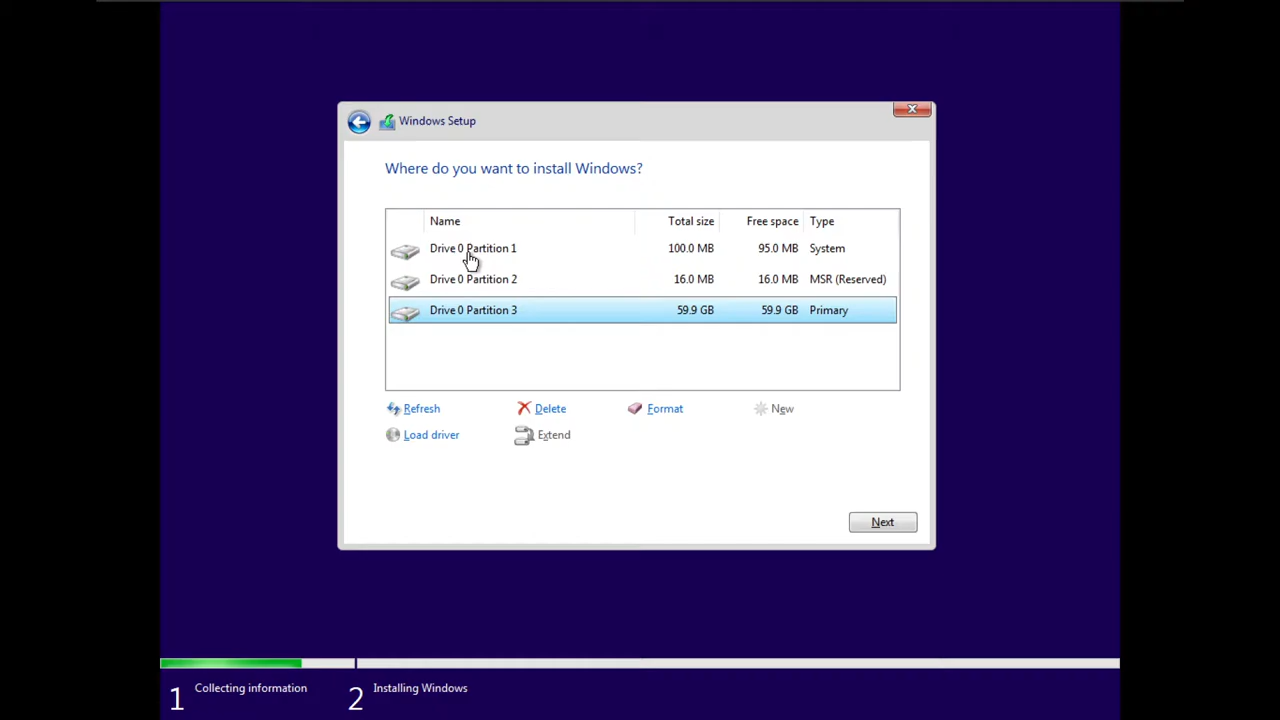 Windows Setup
Where do you want to install Windows?
Name Total size Free space Type
Drive 0 Partition 1 100.0 MB 95.0 MB System
Drive 0 Partition 2 16.0 MB 16.0 MB MSR (Reserved)
Drive 0 Partition 3 59.9 GB 59.9 GB Primary
Refresh Delete Format New
Load driver Extend
Next
1 Collecting information 2 Installing Windows